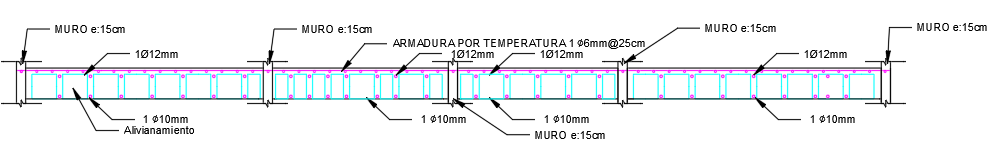 MURO e:15cm
MURO e:15cm
MURO e:15cm
MURO e:15cm
ARMADURA POR TEMPERATURA 1 ϕ6mm@25cm
1Ø12mm
1Ø12mm
1Ø12mm
1Ø12mm
1 ϕ10mm
1 ϕ10mm
1 ϕ10mm
1 ϕ10mm
Alivianamiento
MURO e:15cm